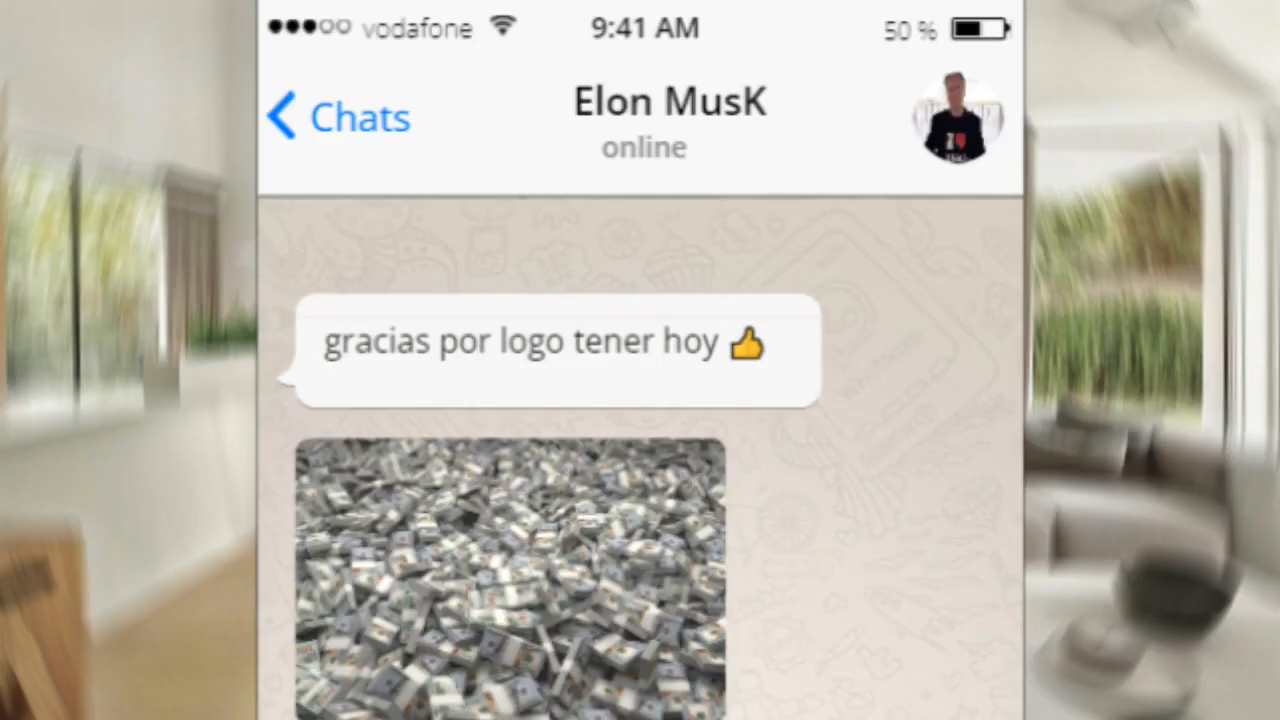 vodafone 9:41 AM 50 %
Chats
Elon MusK
online
gracias por logo tener hoy 👍